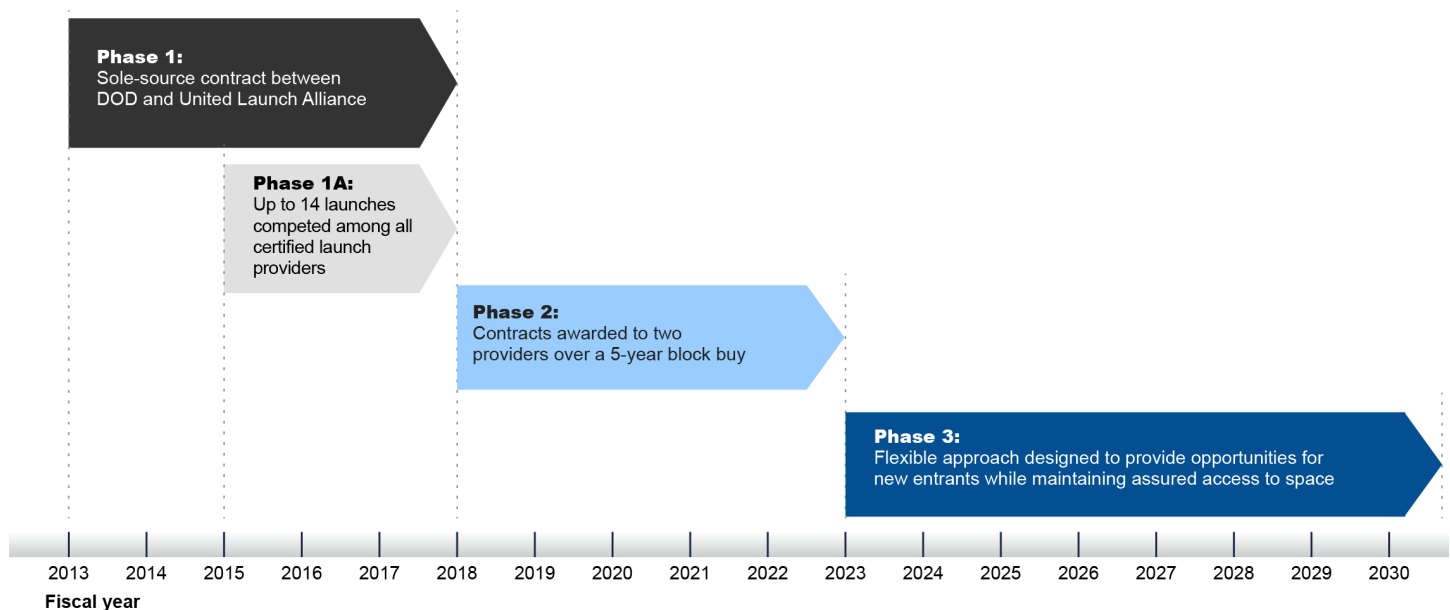 Phase 1:
Sole-source contract between
DOD and United Launch Alliance
Phase 1A:
Up to 14 launches
competed among all
certified launch
providers
Phase 2:
Contracts awarded to two
providers over a 5-year block buy
Phase 3:
Flexible approach designed to provide opportunities for
new entrants while maintaining assured access to space
2013 2014 2015 2016 2017 2018 2019 2020 2021 2022 2023 2024 2025 2026 2027 2028 2029 2030
Fiscal year